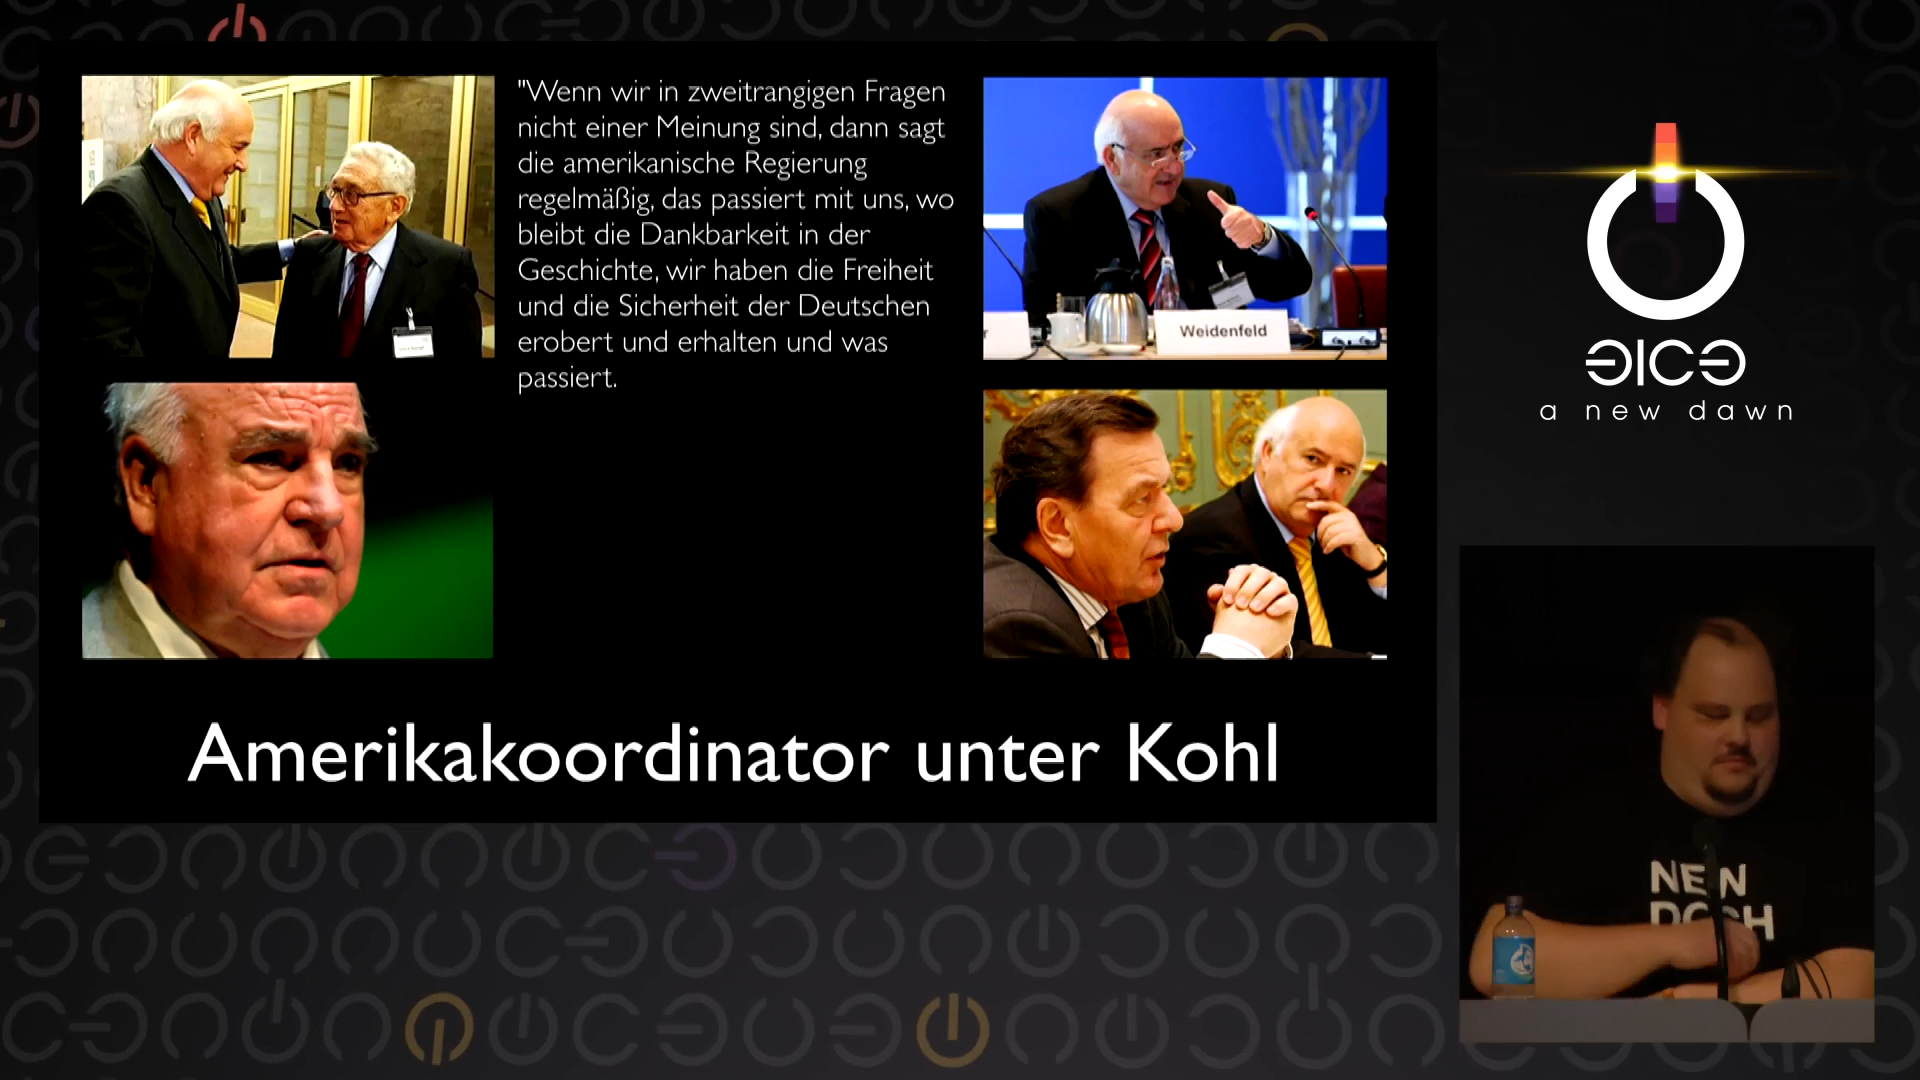 "Wenn wir in zweitrangigen Fragen
nicht einer Meinung sind, dann sagt
die amerikanische Regierung
regelmäßig, das passiert mit uns, wo
bleibt die Dankbarkeit in der
Geschichte, wir haben die Freiheit
und die Sicherheit der Deutschen
erobert und erhalten und was
passiert.
Weidenfeld
Amerikakoordinator unter Kohl
a new dawn
NEIN
DOCH